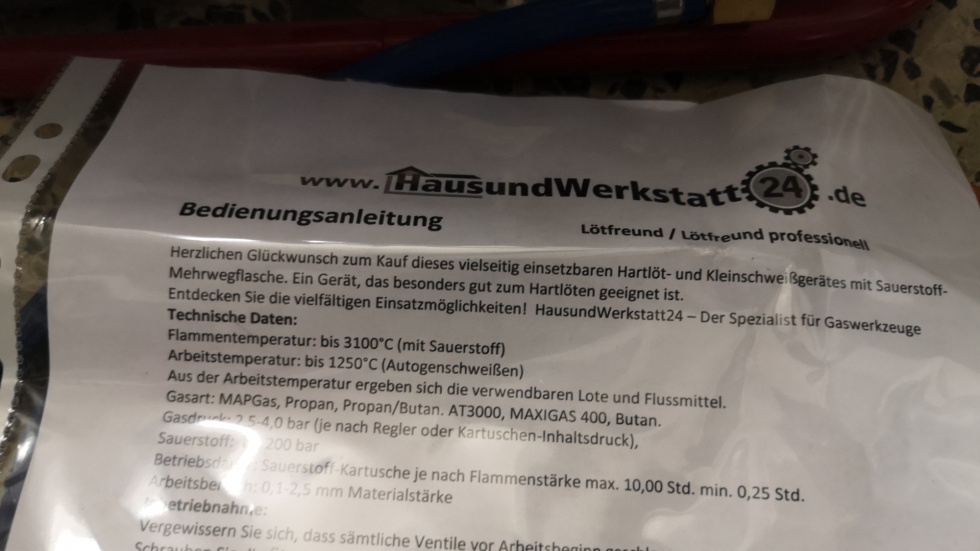 www.HausundWerkstatt24.de
Bedienungsanleitung
Lötfreund / Lötfreund professionell
Herzlichen Glückwunsch zum Kauf dieses vielseitig einsetzbaren Hartlöt- und Kleinschweißgerätes mit Sauerstoff-
Mehrwegflasche. Ein Gerät, das besonders gut zum Hartlöten geeignet ist.
Entdecken Sie die vielfältigen Einsatzmöglichkeiten! HausundWerkstatt24 – Der Spezialist für Gaswerkzeuge
Technische Daten:
Flammentemperatur: bis 3100°C (mit Sauerstoff)
Arbeitstemperatur: bis 1250°C (Autogenschweißen)
Aus der Arbeitstemperatur ergeben sich die verwendbaren Lote und Flussmittel.
Gasart: MAPGas, Propan, Propan/Butan. AT3000, MAXIGAS 400, Butan.
Gasdruck: 2,5-4,0 bar (je nach Regler oder Kartuschen-Inhaltsdruck),
Sauerstoff: 200 bar
Sauerstoff-Kartusche je nach Flammenstärke max. 10,00 Std. min. 0,25 Std.
0,1-2,5 mm Materialstärke
Vergewissern Sie sich, dass sämtliche Ventile vor Arbeitsbeginn
Schrauben Sie